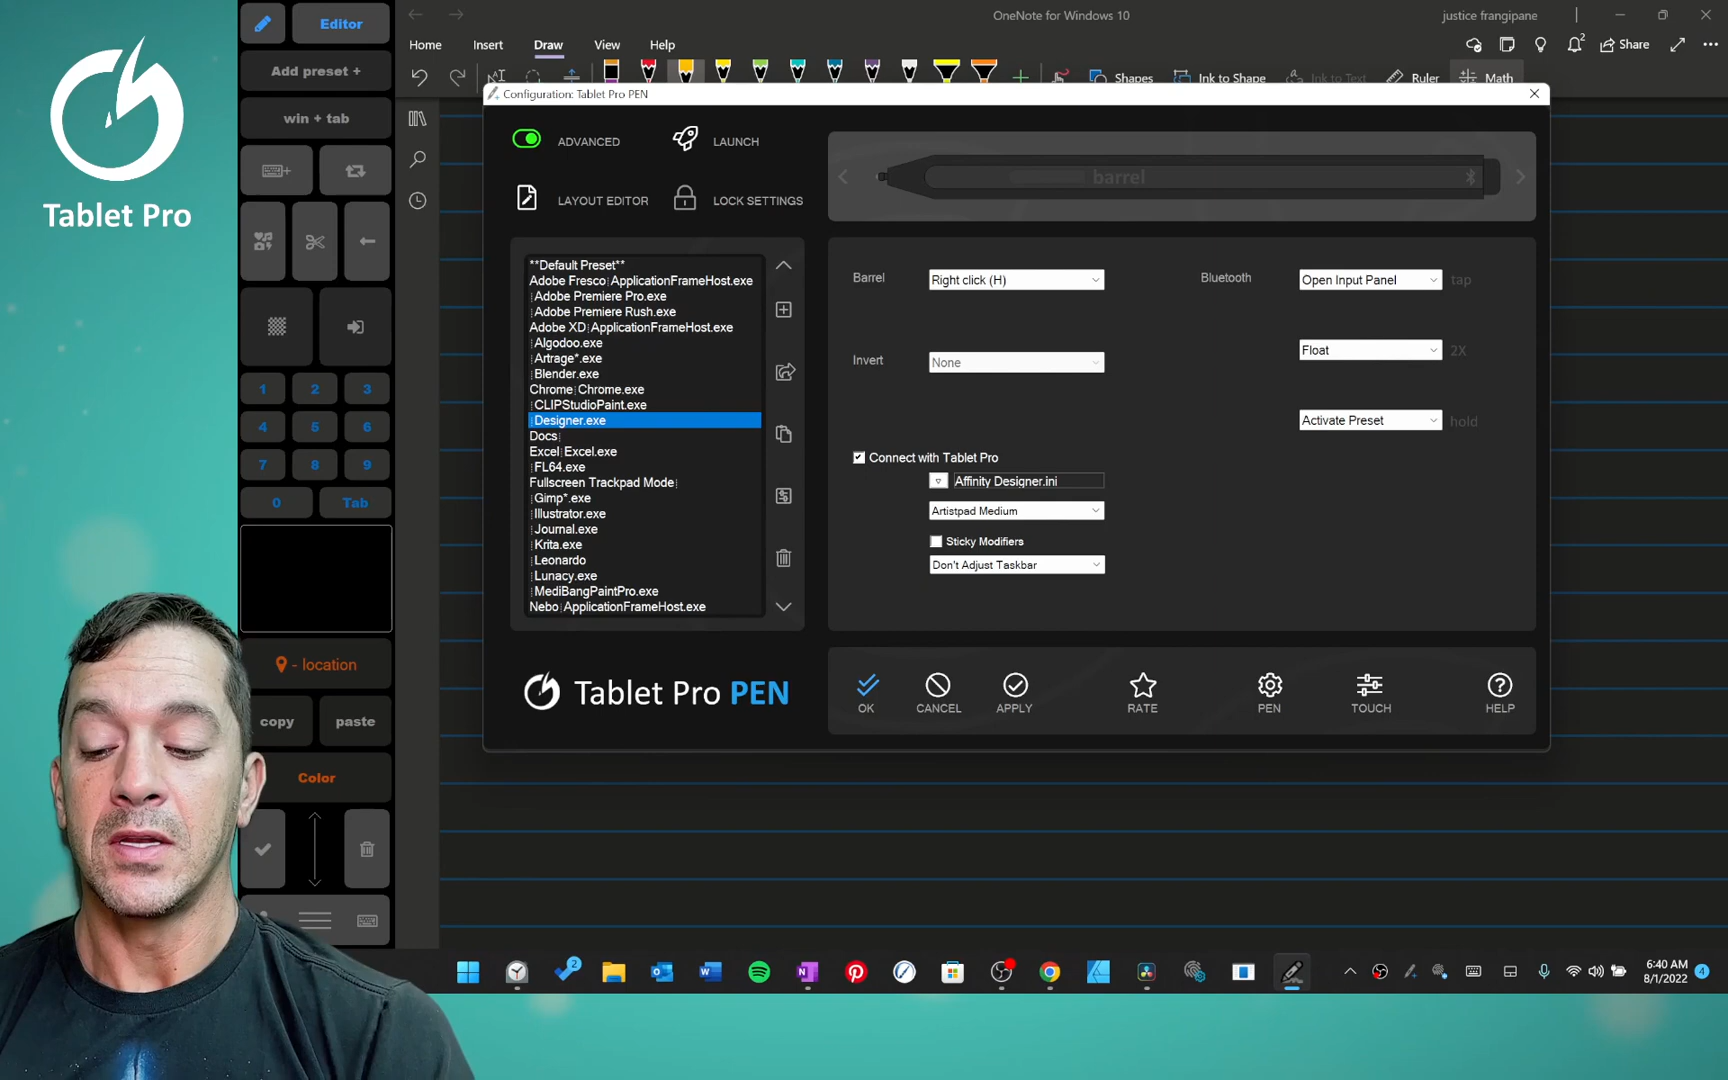 Tablet Pro
Editor
Add preset +
win + tab
1 2 3
4 5 6
7 8 9
0 Tab
- location
copy paste
Color
OneNote for Windows 10
justice frangipane
Home Insert Draw View Help
2
Share
Shapes
Ink to Shape
Ink to Text
Ruler
Math
Configuration: Tablet Pro PEN
ADVANCED
LAUNCH
LAYOUT EDITOR
LOCK SETTINGS
barrel
**Default Preset**
Adobe Fresco¦ApplicationFrameHost.exe
¦Adobe Premiere Pro.exe
¦Adobe Premiere Rush.exe
Adobe XD¦ApplicationFrameHost.exe
¦Algodoo.exe
¦Artrage*.exe
¦Blender.exe
Chrome¦Chrome.exe
¦CLIPStudioPaint.exe
¦Designer.exe
Docs¦
Excel¦Excel.exe
¦FL64.exe
Fullscreen Trackpad Mode¦
¦Gimp*.exe
¦Illustrator.exe
¦Journal.exe
¦Krita.exe
¦Leonardo
¦Lunacy.exe
¦MediBangPaintPro.exe
Nebo¦ApplicationFrameHost.exe
Barrel Right click (H)
Bluetooth Open Input Panel tap
Invert None
Float 2X
Activate Preset hold
Connect with Tablet Pro
Affinity Designer.ini
Artistpad Medium
Sticky Modifiers
Don't Adjust Taskbar
Tablet Pro PEN
OK CANCEL APPLY RATE PEN TOUCH HELP
2
6:40 AM
8/1/2022
4